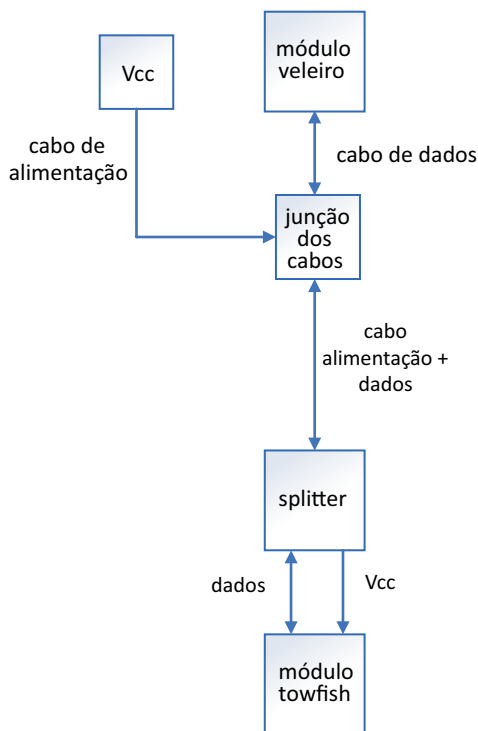 Vcc
módulo
veleiro
cabo de
alimentação
cabo de dados
junção
dos
cabos
cabo
alimentação +
dados
splitter
dados
Vcc
módulo
towfish